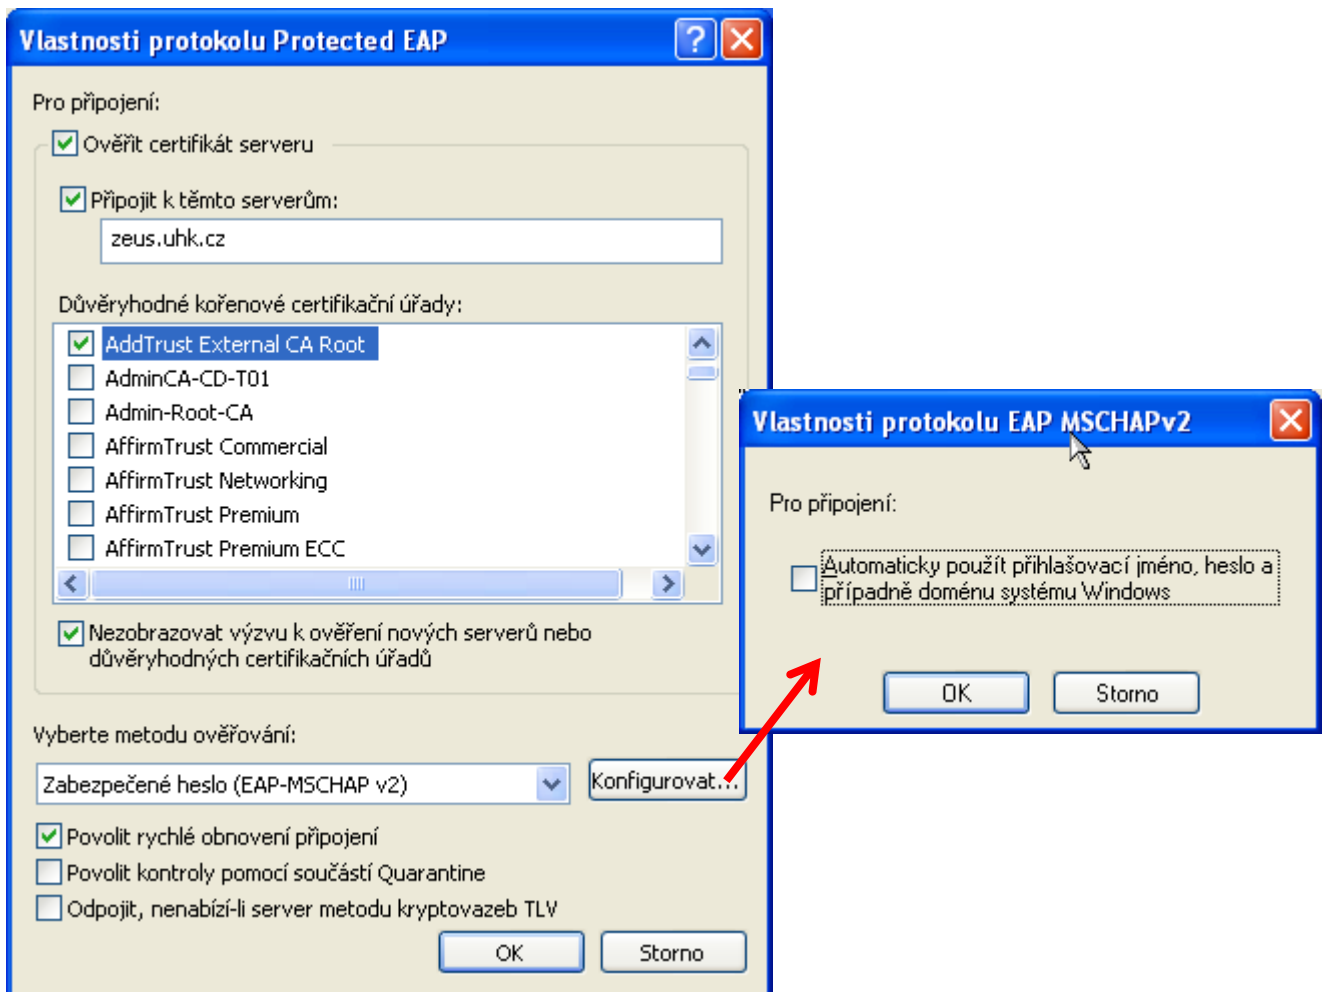 Vlastnosti protokolu Protected EAP
Pro připojení:
Ověřit certifikát serveru
Připojit k těmto serverům:
zeus.uhk.cz
Důvěryhodné kořenové certifikační úřady:
AddTrust External CA Root
AdminCA-CD-T01
Admin-Root-CA
AffirmTrust Commercial
AffirmTrust Networking
AffirmTrust Premium
AffirmTrust Premium ECC
Nezobrazovat výzvu k ověření nových serverů nebo
důvěryhodných certifikačních úřadů
Vyberte metodu ověřování:
Zabezpečené heslo (EAP-MSCHAP v2)
Konfigurovat...
Povolit rychlé obnovení připojení
Povolit kontroly pomocí součástí Quarantine
Odpojit, nenabízí-li server metodu kryptovazeb TLV
OK
Storno
Vlastnosti protokolu EAP MSCHAPv2
Pro připojení:
Automaticky použít přihlašovací jméno, heslo a
případně doménu systému Windows
OK
Storno